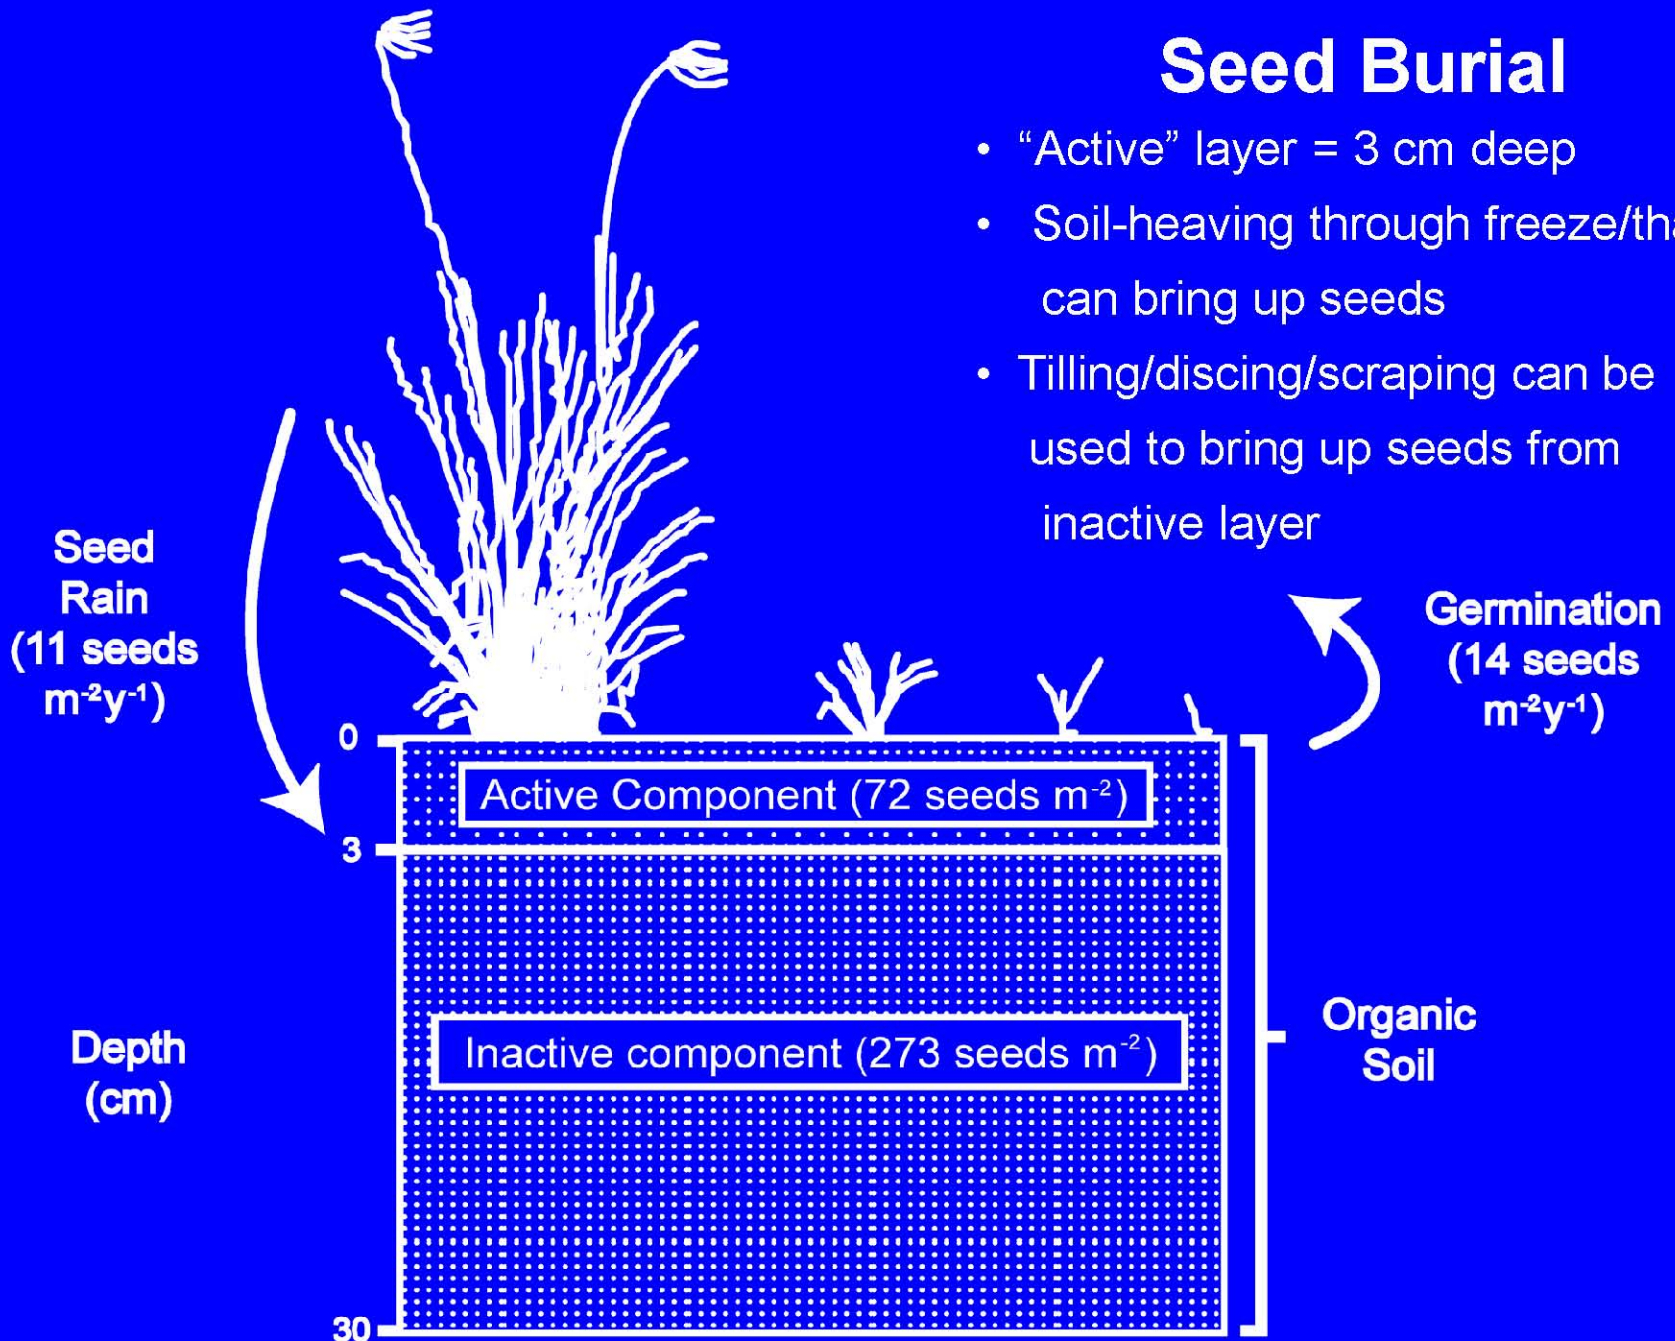 Seed Burial
• “Active” layer = 3 cm deep
• Soil-heaving through freeze/tha
can bring up seeds
• Tilling/discing/scraping can be
used to bring up seeds from
inactive layer
Seed
Rain
(11 seeds
m⁻²y⁻¹)
Germination
(14 seeds
m⁻²y⁻¹)
0
Active Component (72 seeds m⁻²)
3
Inactive component (273 seeds m⁻²)
Depth
(cm)
Organic
Soil
30